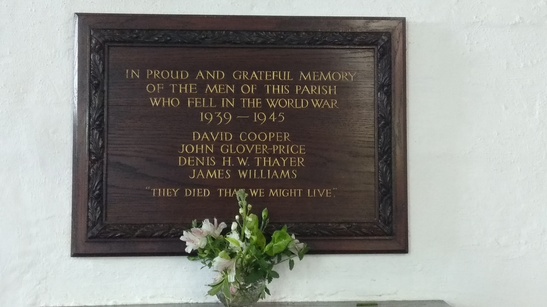 IN PROUD AND GRATEFUL MEMORY
OF THE MEN OF THIS PARISH
WHO FELL IN THE WORLD WAR
1939 — 1945
DAVID COOPER
JOHN GLOVER-PRICE
DENIS H. W. THAYER
JAMES WILLIAMS
"THEY DIED THAT WE MIGHT LIVE"